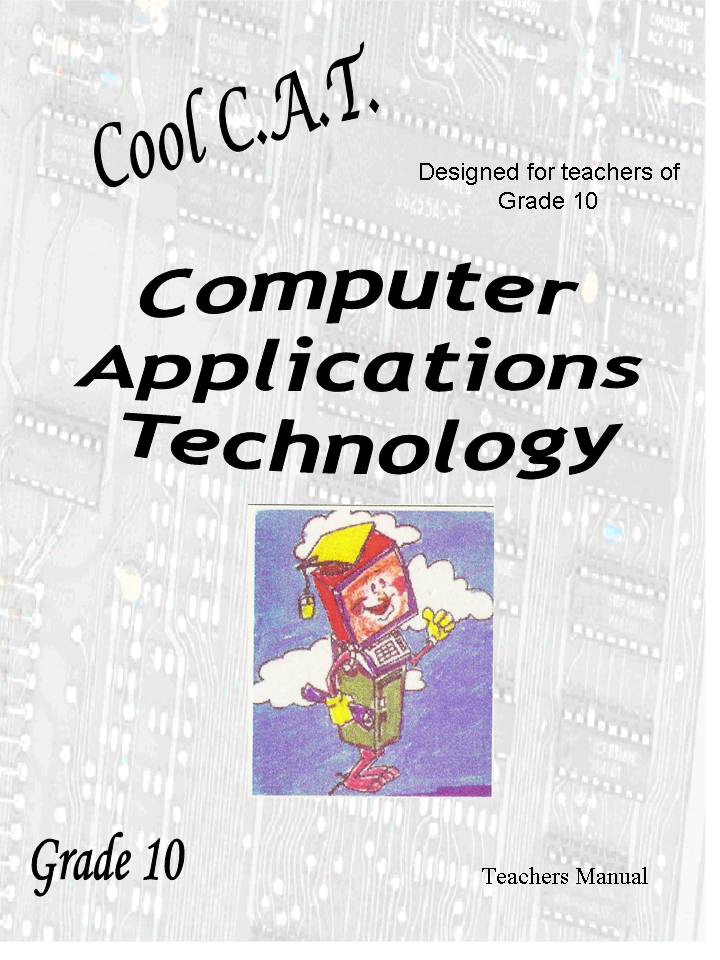 Cool C.A.T.
Designed for teachers of
Grade 10
Computer
Applications
Technology
Grade 10
Teachers Manual